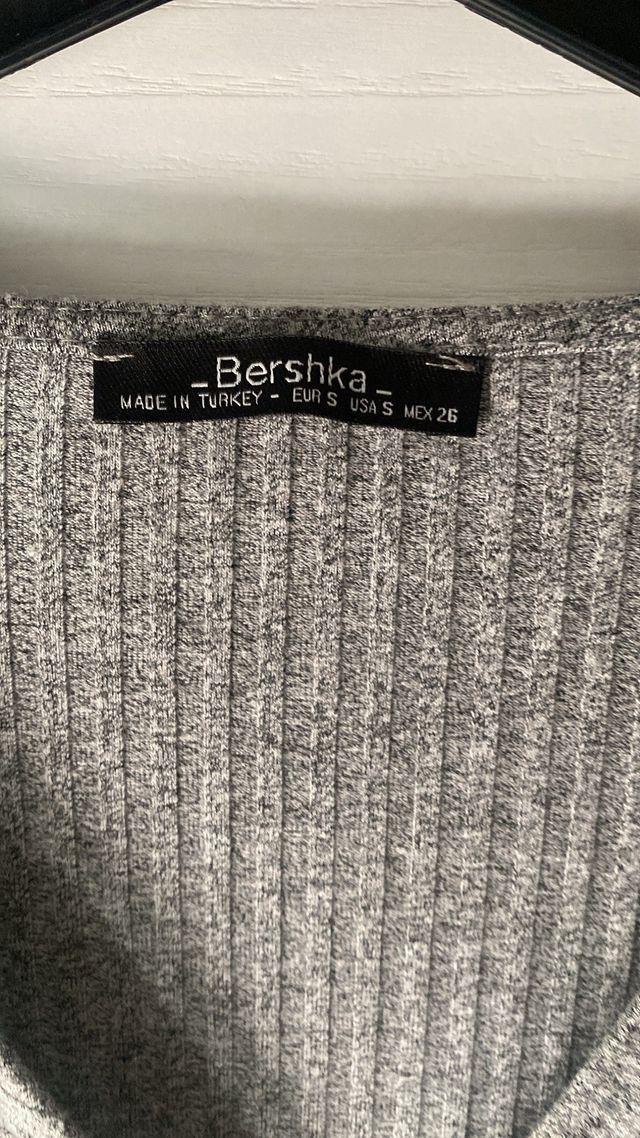 _Bershka_
MADE IN TURKEY - EUR S USA S MEX 26